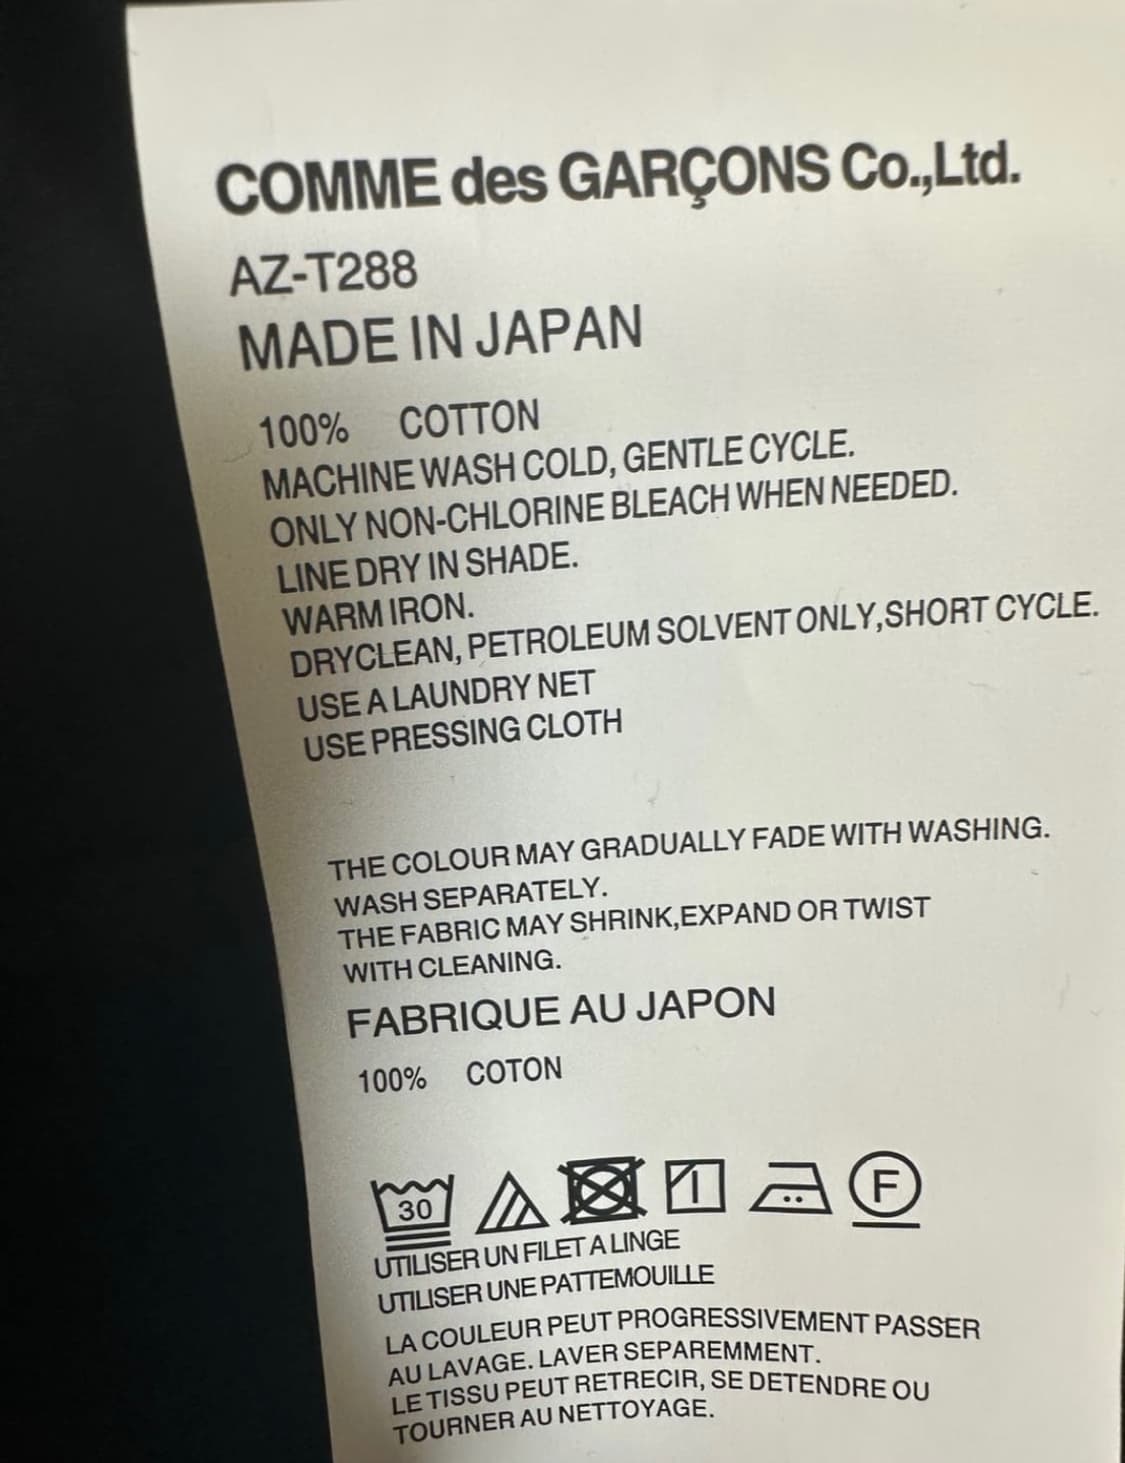 COMME des GARÇONS Co.,Ltd.
AZ-T288
MADE IN JAPAN
100% COTTON
MACHINE WASH COLD, GENTLE CYCLE.
ONLY NON-CHLORINE BLEACH WHEN NEEDED.
LINE DRY IN SHADE.
WARM IRON.
DRYCLEAN, PETROLEUM SOLVENT ONLY,SHORT CYCLE.
USE A LAUNDRY NET
USE PRESSING CLOTH
THE COLOUR MAY GRADUALLY FADE WITH WASHING.
WASH SEPARATELY.
THE FABRIC MAY SHRINK,EXPAND OR TWIST
WITH CLEANING.
FABRIQUE AU JAPON
100% COTON
30 F
UTILISER UN FILET A LINGE
UTILISER UNE PATTEMOUILLE
LA COULEUR PEUT PROGRESSIVEMENT PASSER
AU LAVAGE. LAVER SEPAREMMENT.
LE TISSU PEUT RETRECIR, SE DETENDRE OU
TOURNER AU NETTOYAGE.